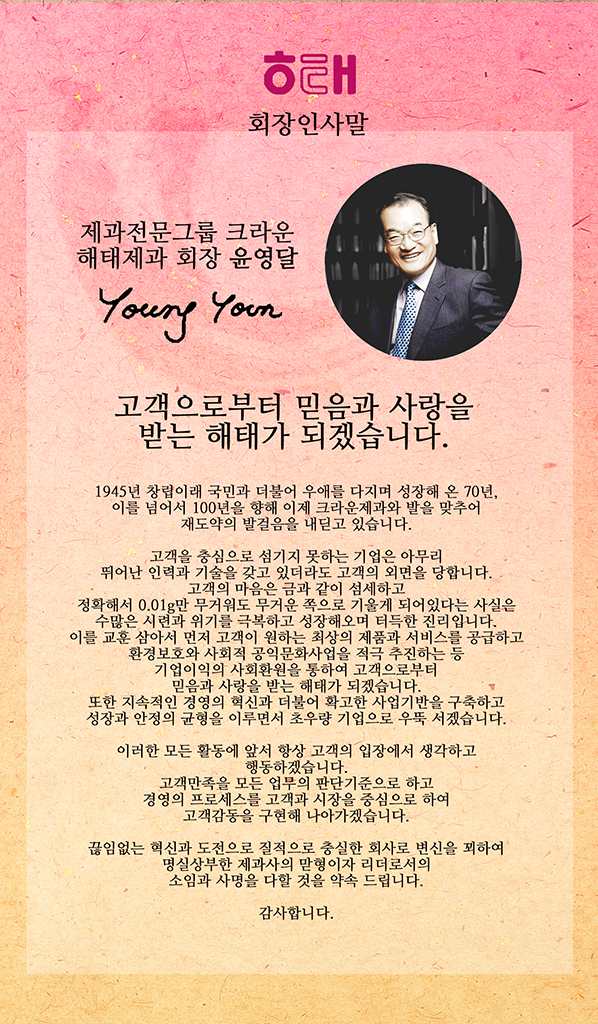 해태
회장인사말
제과전문그룹 크라운
해태제과 회장 윤영달
Young Yoon
고객으로부터 믿음과 사랑을
받는 해태가 되겠습니다.
1945년 창립이래 국민과 더불어 우애를 다지며 성장해 온 70년,
이를 넘어서 100년을 향해 이제 크라운제과와 발을 맞추어
재도약의 발걸음을 내딛고 있습니다.
고객을 충심으로 섬기지 못하는 기업은 아무리
뛰어난 인력과 기술을 갖고 있더라도 고객의 외면을 당합니다.
고객의 마음은 금과 같이 섬세하고
정확해서 0.01g만 무거워도 무거운 쪽으로 기울게 되어있다는 사실은
수많은 시련과 위기를 극복하고 성장해오며 터득한 진리입니다.
이를 교훈 삼아서 먼저 고객이 원하는 최상의 제품과 서비스를 공급하고
환경보호와 사회적 공익문화사업을 적극 추진하는 등
기업이익의 사회환원을 통하여 고객으로부터
믿음과 사랑을 받는 해태가 되겠습니다.
또한 지속적인 경영의 혁신과 더불어 확고한 사업기반을 구축하고
성장과 안정의 균형을 이루면서 초우량 기업으로 우뚝 서겠습니다.
이러한 모든 활동에 앞서 항상 고객의 입장에서 생각하고
행동하겠습니다.
고객만족을 모든 업무의 판단기준으로 하고
경영의 프로세스를 고객과 시장을 중심으로 하여
고객감동을 구현해 나아가겠습니다.
끊임없는 혁신과 도전으로 질적으로 충실한 회사로 변신을 꾀하여
명실상부한 제과사의 맏형이자 리더로서의
소임과 사명을 다할 것을 약속 드립니다.
감사합니다.